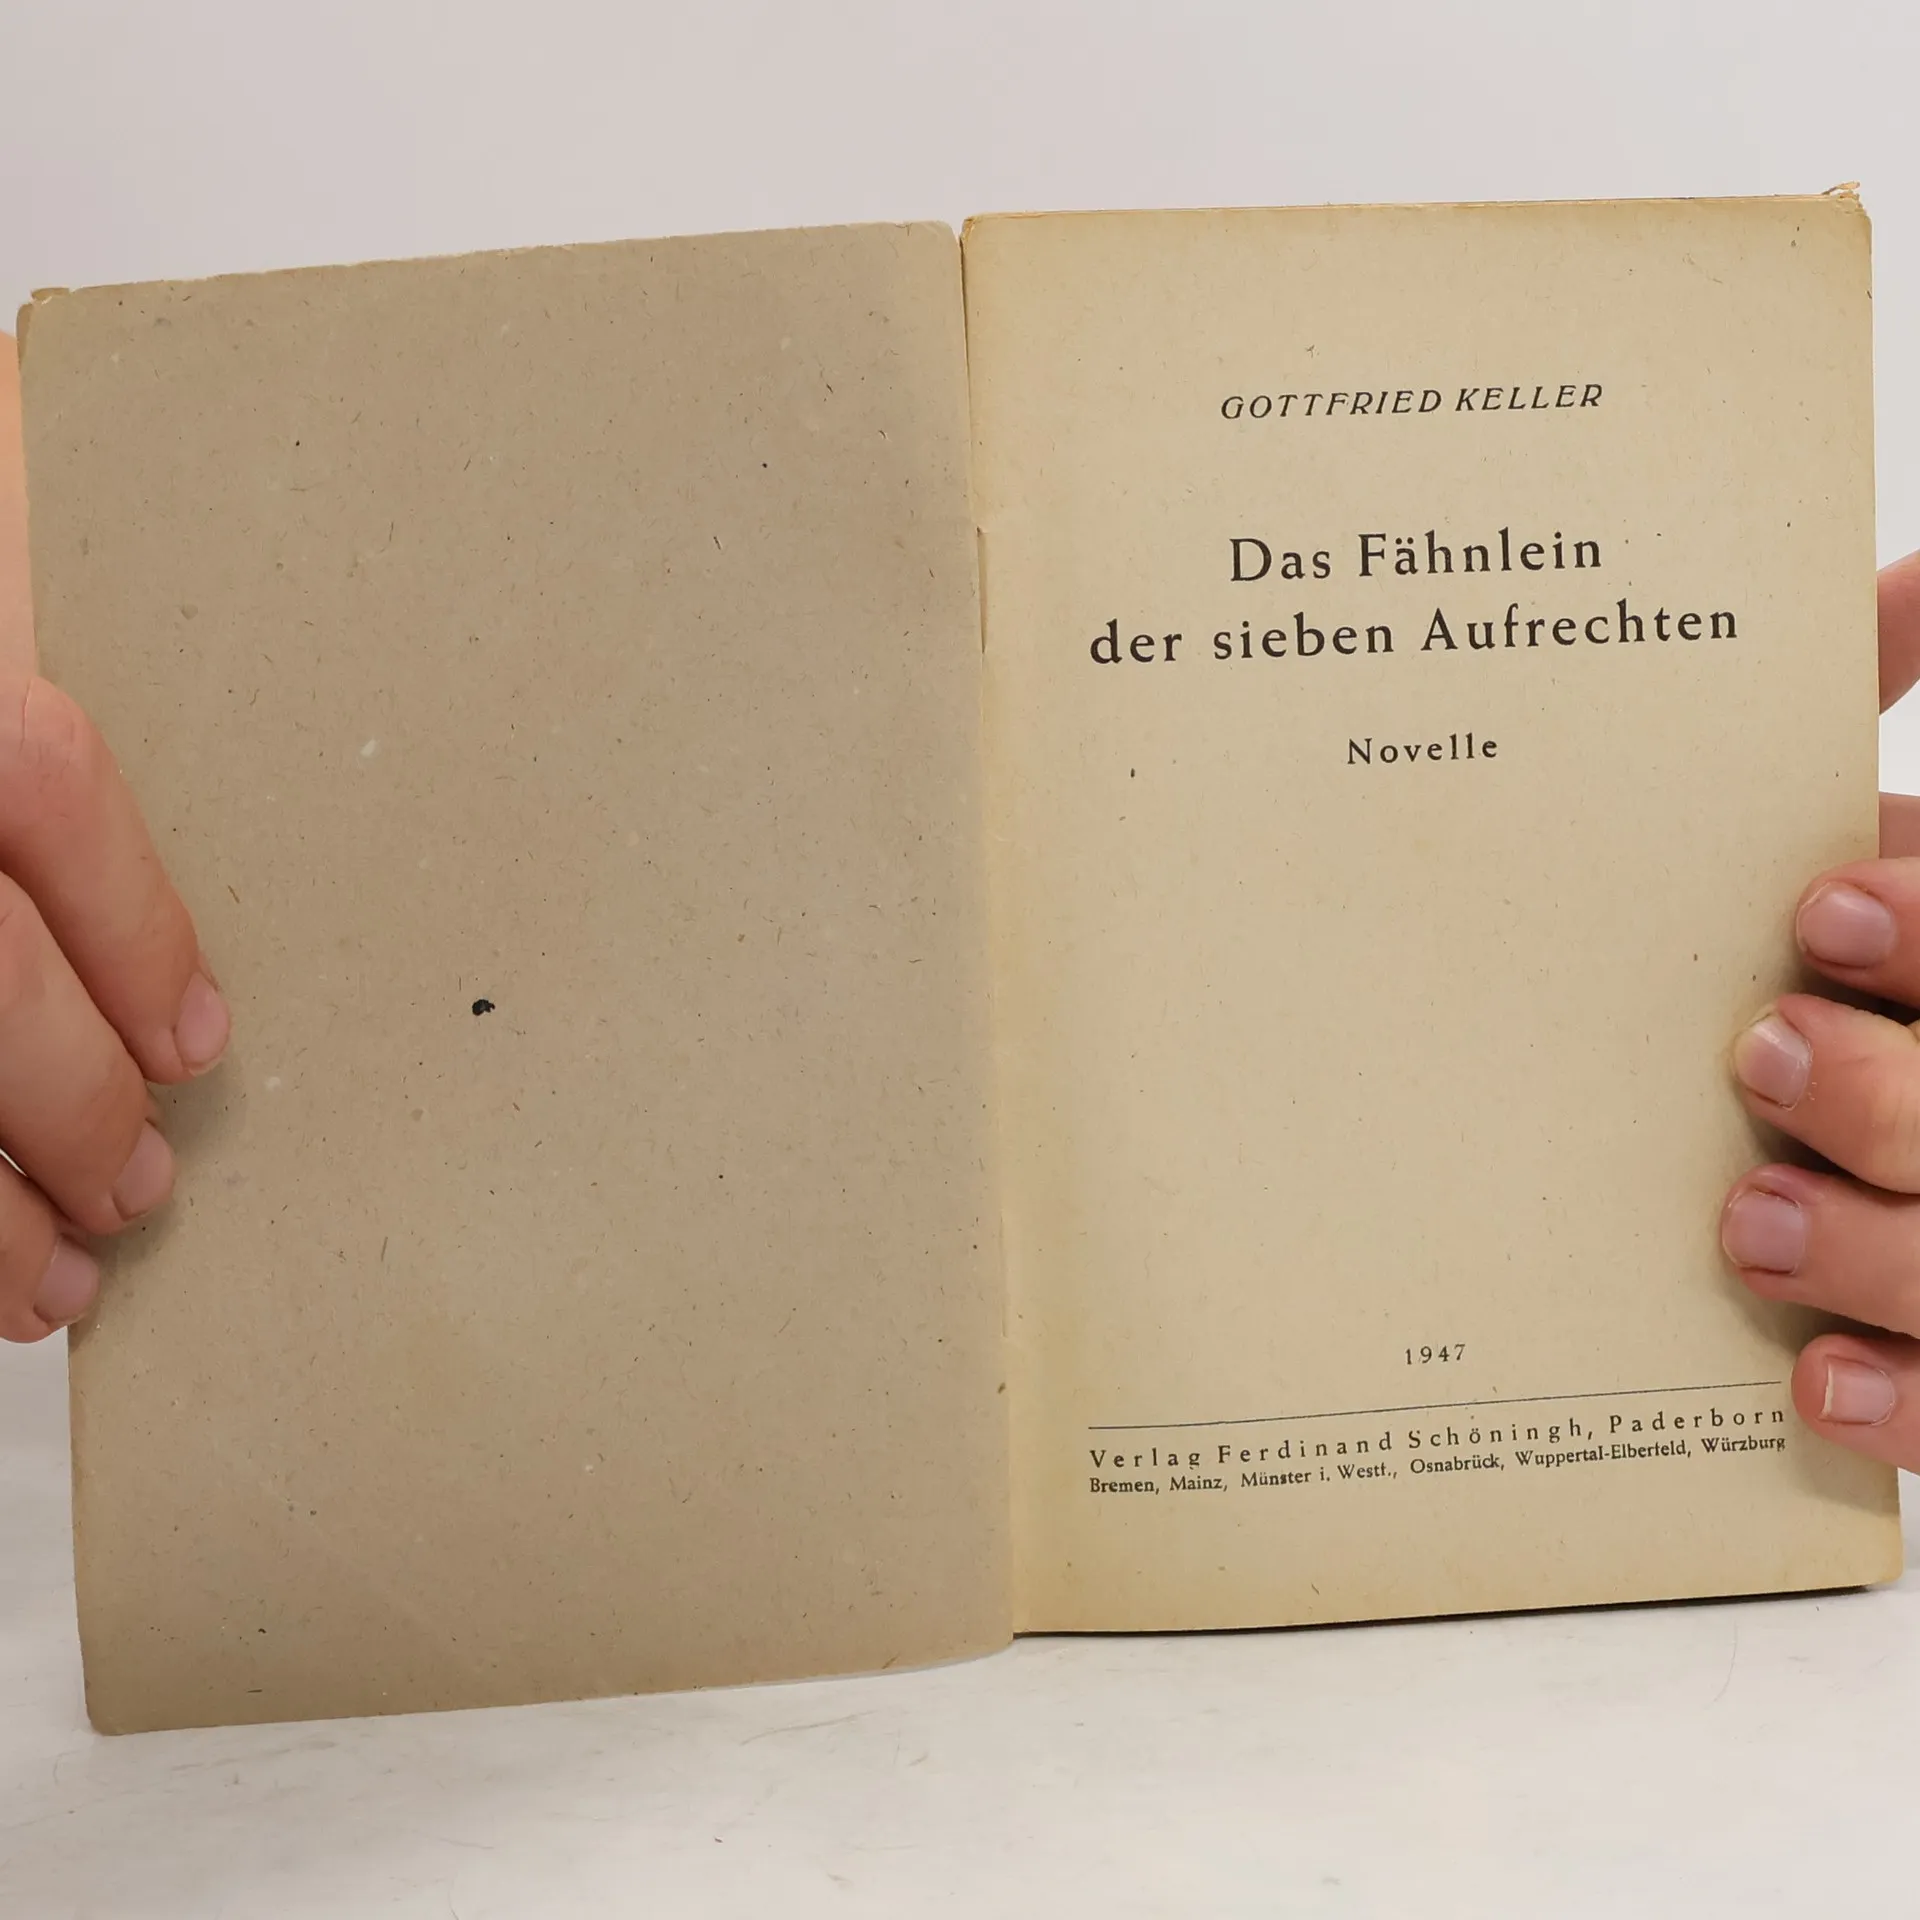 GOTTFRIED KELLER
Das Fähnlein
der sieben Aufrechten
Novelle
1947
Verlag Ferdinand Schöningh, Paderborn
Bremen, Mainz, Münster i. Westf., Osnabrück, Wuppertal-Elberfeld, Würzburg